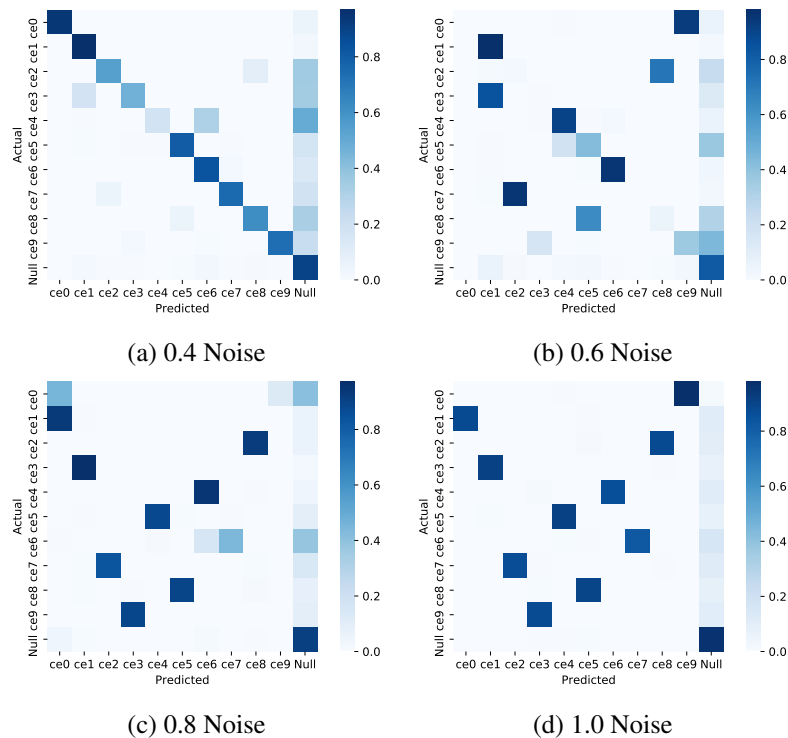 ce0
ce1
ce2
ce3
ce4
ce5
ce6
ce7
ce8
ce9
Null
Actual
ce0 ce1 ce2 ce3 ce4 ce5 ce6 ce7 ce8 ce9 Null
Predicted
0.8
0.6
0.4
0.2
0.0
(a) 0.4 Noise
ce0
ce1
ce2
ce3
ce4
ce5
ce6
ce7
ce8
ce9
Null
Actual
ce0 ce1 ce2 ce3 ce4 ce5 ce6 ce7 ce8 ce9 Null
Predicted
0.8
0.6
0.4
0.2
0.0
(b) 0.6 Noise
ce0
ce1
ce2
ce3
ce4
ce5
ce6
ce7
ce8
ce9
Null
Actual
ce0 ce1 ce2 ce3 ce4 ce5 ce6 ce7 ce8 ce9 Null
Predicted
0.8
0.6
0.4
0.2
0.0
(c) 0.8 Noise
ce0
ce1
ce2
ce3
ce4
ce5
ce6
ce7
ce8
ce9
Null
Actual
ce0 ce1 ce2 ce3 ce4 ce5 ce6 ce7 ce8 ce9 Null
Predicted
0.8
0.6
0.4
0.2
0.0
(d) 1.0 Noise